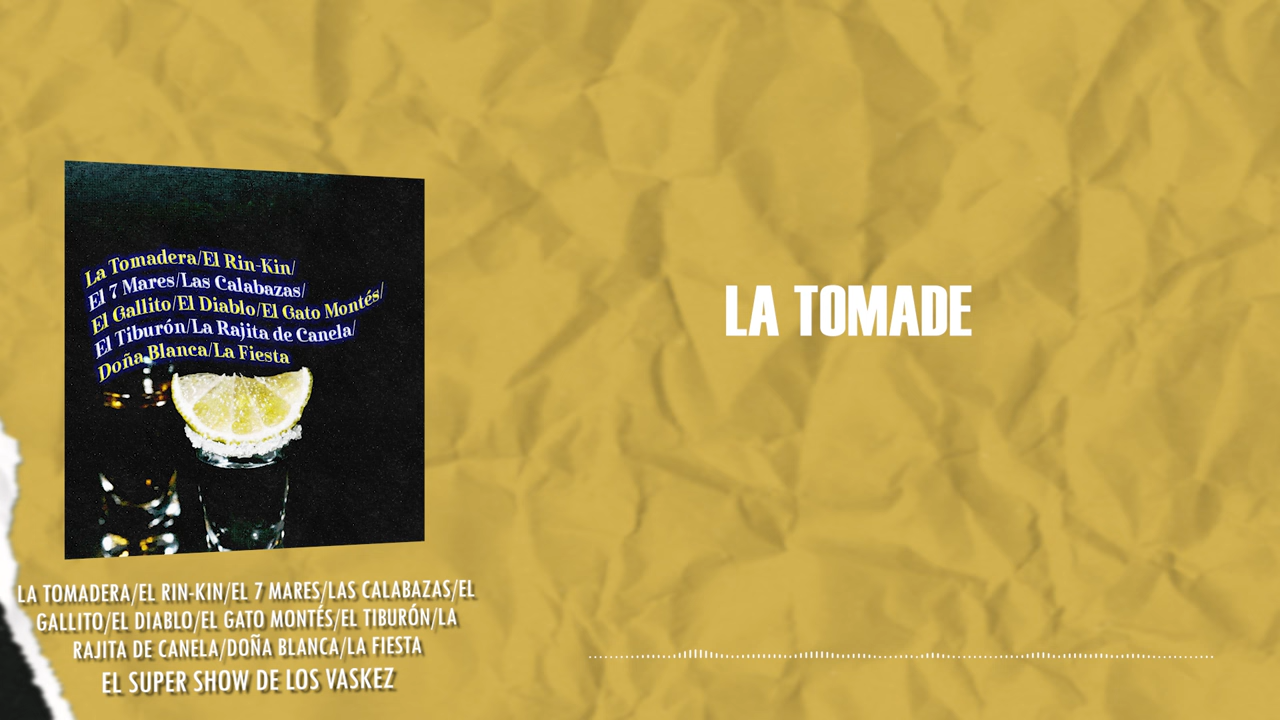 La Tomadera/El Rin-Kin/
El 7 Mares/Las Calabazas/
El Gallito/El Diablo/El Gato Montés/
El Tiburón/La Rajita de Canela/
Doña Blanca/La Fiesta
LA TOMADE
LA TOMADERA/EL RIN-KIN/EL 7 MARES/LAS CALABAZAS/EL
GALLITO/EL DIABLO/EL GATO MONTÉS/EL TIBURÓN/LA
RAJITA DE CANELA/DOÑA BLANCA/LA FIESTA
EL SUPER SHOW DE LOS VASKEZ